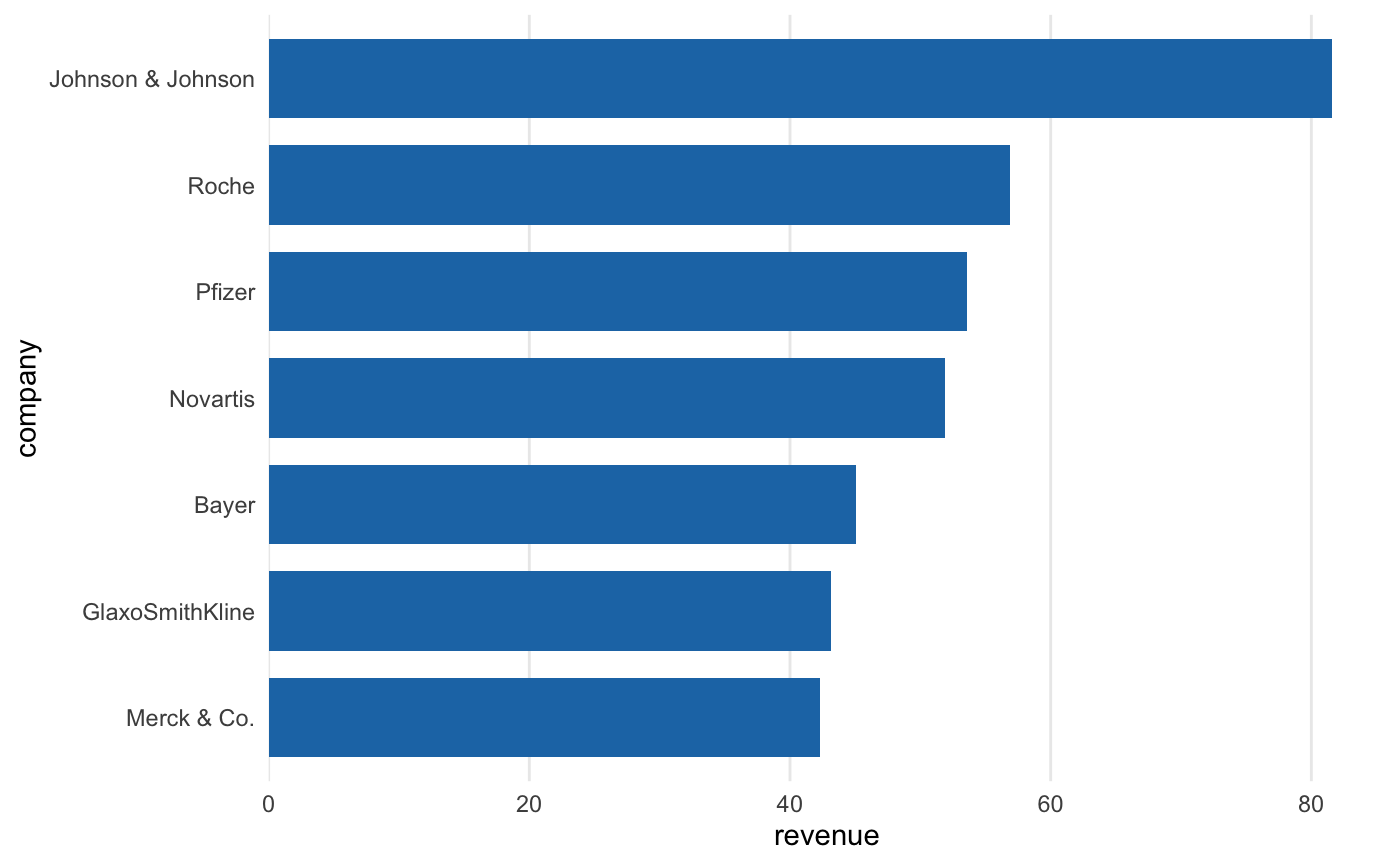 Johnson & Johnson
Roche
Pfizer
Novartis
Bayer
GlaxoSmithKline
Merck & Co.
company
0 20 40 60 80
revenue